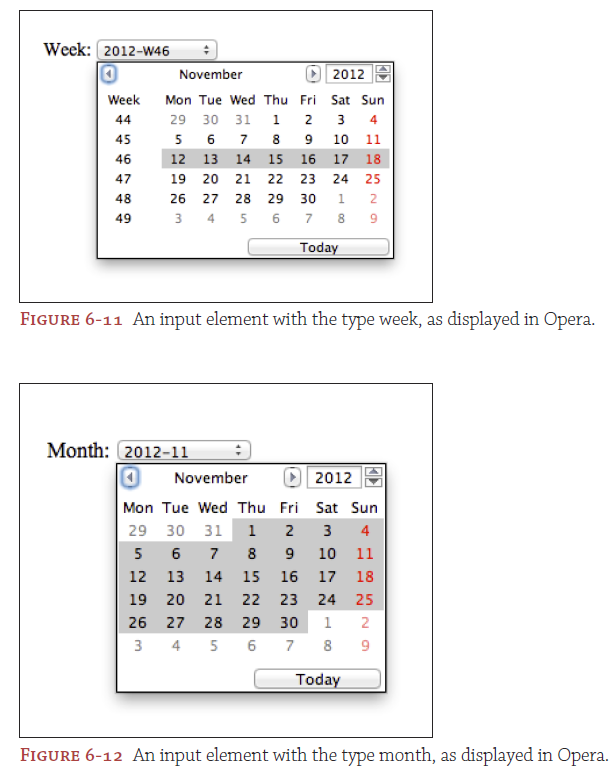 Week: 2012-W46
November 2012
Week Mon Tue Wed Thu Fri Sat Sun
44 29 30 31 1 2 3 4
45 5 6 7 8 9 10 11
46 12 13 14 15 16 17 18
47 19 20 21 22 23 24 25
48 26 27 28 29 30 1 2
49 3 4 5 6 7 8 9
Today
FIGURE 6-11 An input element with the type week, as displayed in Opera.
Month: 2012-11
November 2012
Mon Tue Wed Thu Fri Sat Sun
29 30 31 1 2 3 4
5 6 7 8 9 10 11
12 13 14 15 16 17 18
19 20 21 22 23 24 25
26 27 28 29 30 1 2
3 4 5 6 7 8 9
Today
FIGURE 6-12 An input element with the type month, as displayed in Opera.